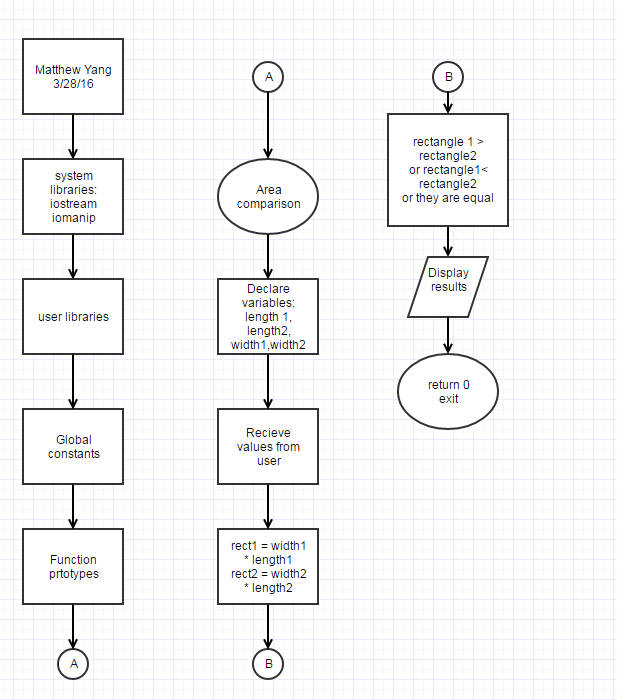 Matthew Yang
3/28/16
system
libraries:
iostream
iomanip
user libraries
Global
constants
Function
prtotypes
A
A
Area
comparison
Declare
variables:
length 1,
length2,
width1,width2
Recieve
values from
user
rect1 = width1
* length1
rect2 = width2
* length2
B
B
rectangle 1 >
rectangle2
or rectangle1<
rectangle2
or they are equal
Display
results
return 0
exit